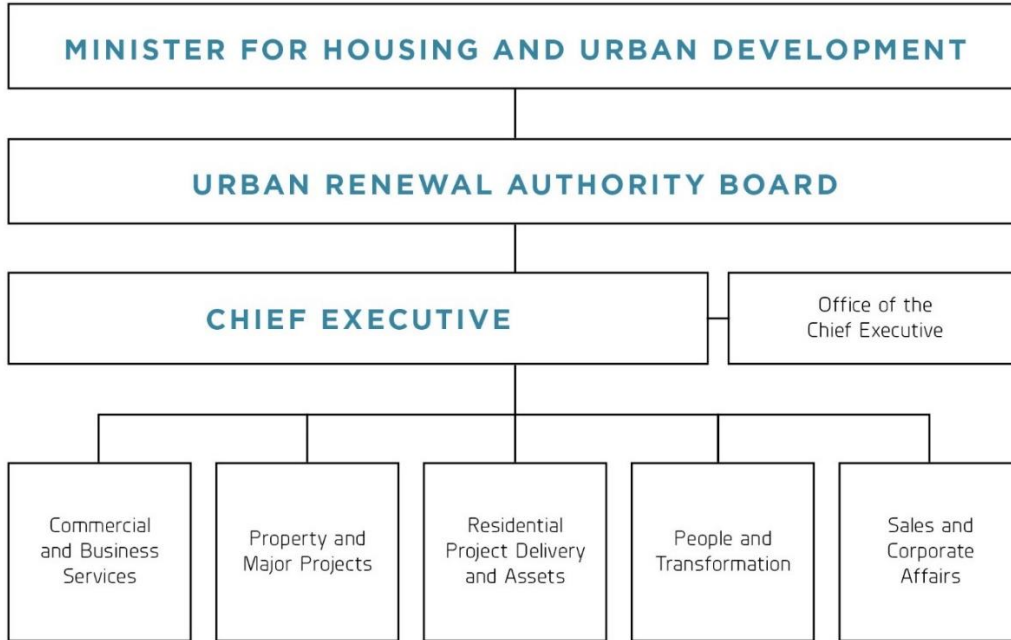 MINISTER FOR HOUSING AND URBAN DEVELOPMENT
URBAN RENEWAL AUTHORITY BOARD
CHIEF EXECUTIVE
Office of the
Chief Executive
Commercial
and Business
Services
Property and
Major Projects
Residential
Project Delivery
and Assets
People and
Transformation
Sales and
Corporate
Affairs